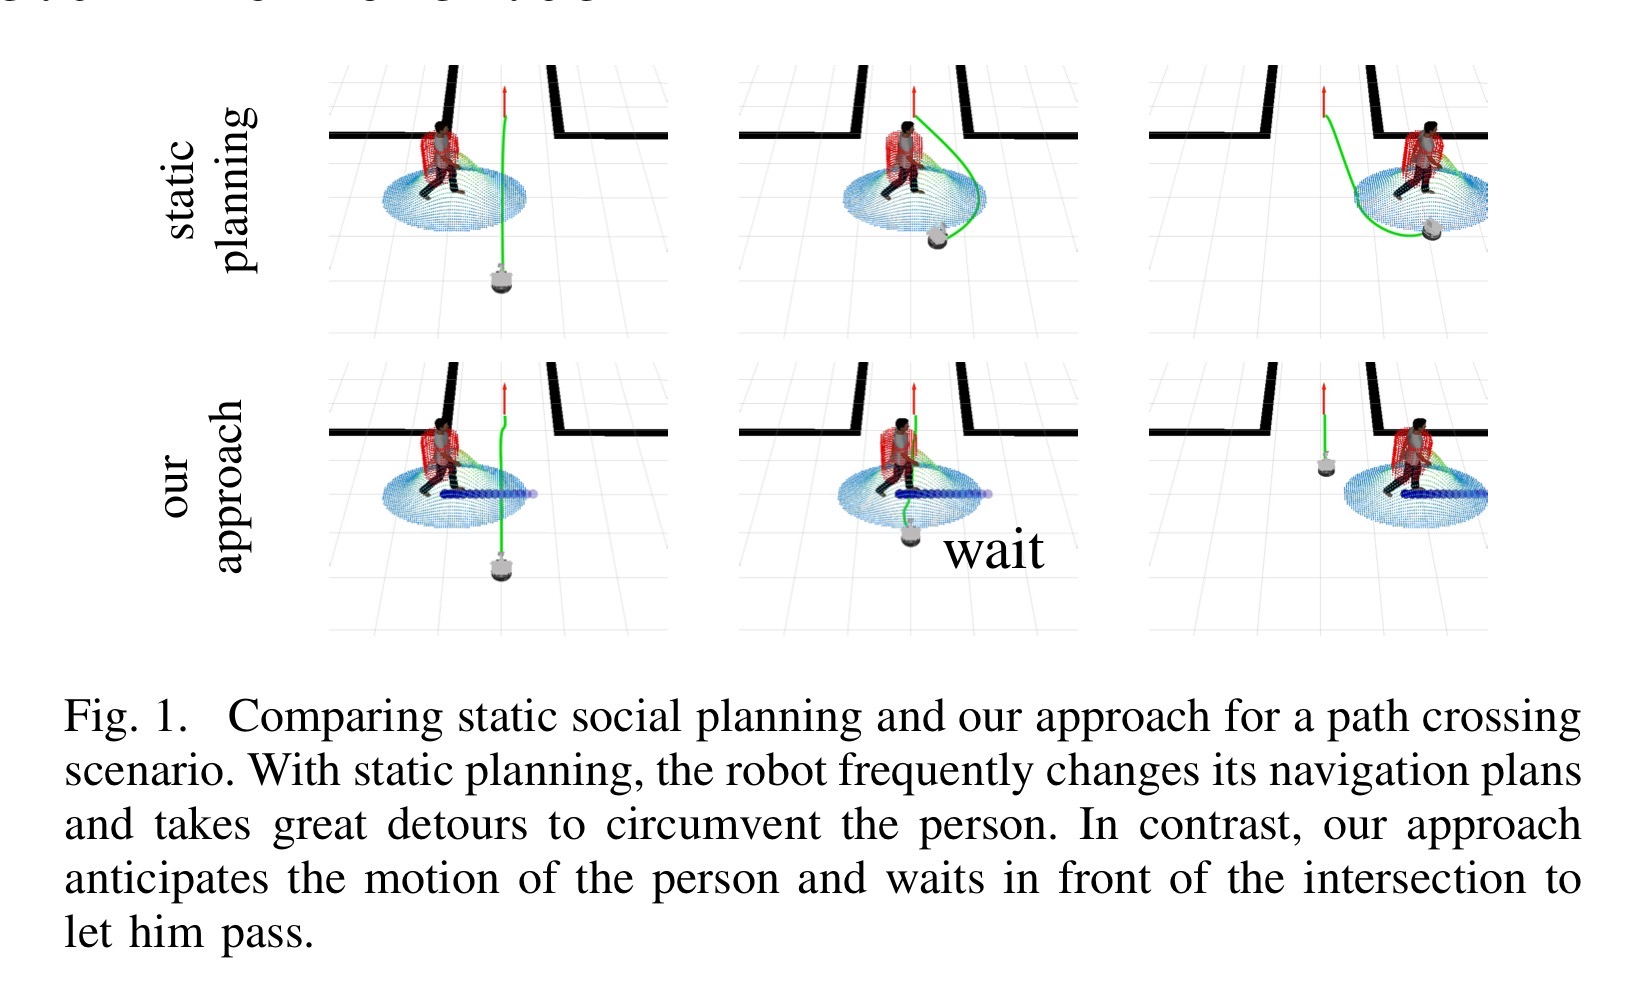 static
planning
our
approach
wait
Fig. 1. Comparing static social planning and our approach for a path crossing
scenario. With static planning, the robot frequently changes its navigation plans
and takes great detours to circumvent the person. In contrast, our approach
anticipates the motion of the person and waits in front of the intersection to
let him pass.